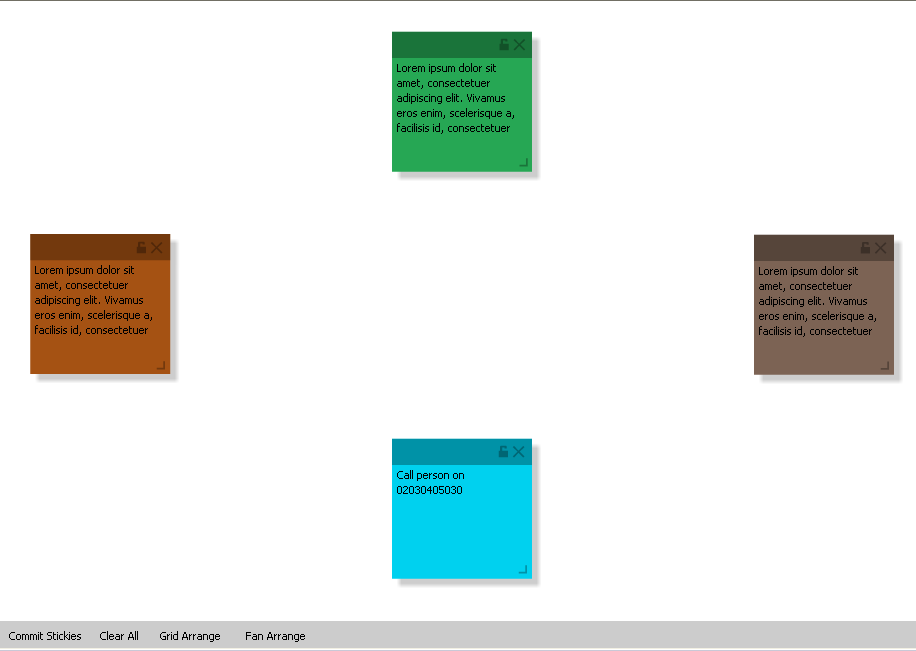 Lorem ipsum dolor sit
amet, consectetuer
adipiscing elit. Vivamus
eros enim, scelerisque a,
facilisis id, consectetuer
Lorem ipsum dolor sit
amet, consectetuer
adipiscing elit. Vivamus
eros enim, scelerisque a,
facilisis id, consectetuer
Lorem ipsum dolor sit
amet, consectetuer
adipiscing elit. Vivamus
eros enim, scelerisque a,
facilisis id, consectetuer
Call person on
02030405030
Commit Stickies Clear All Grid Arrange Fan Arrange